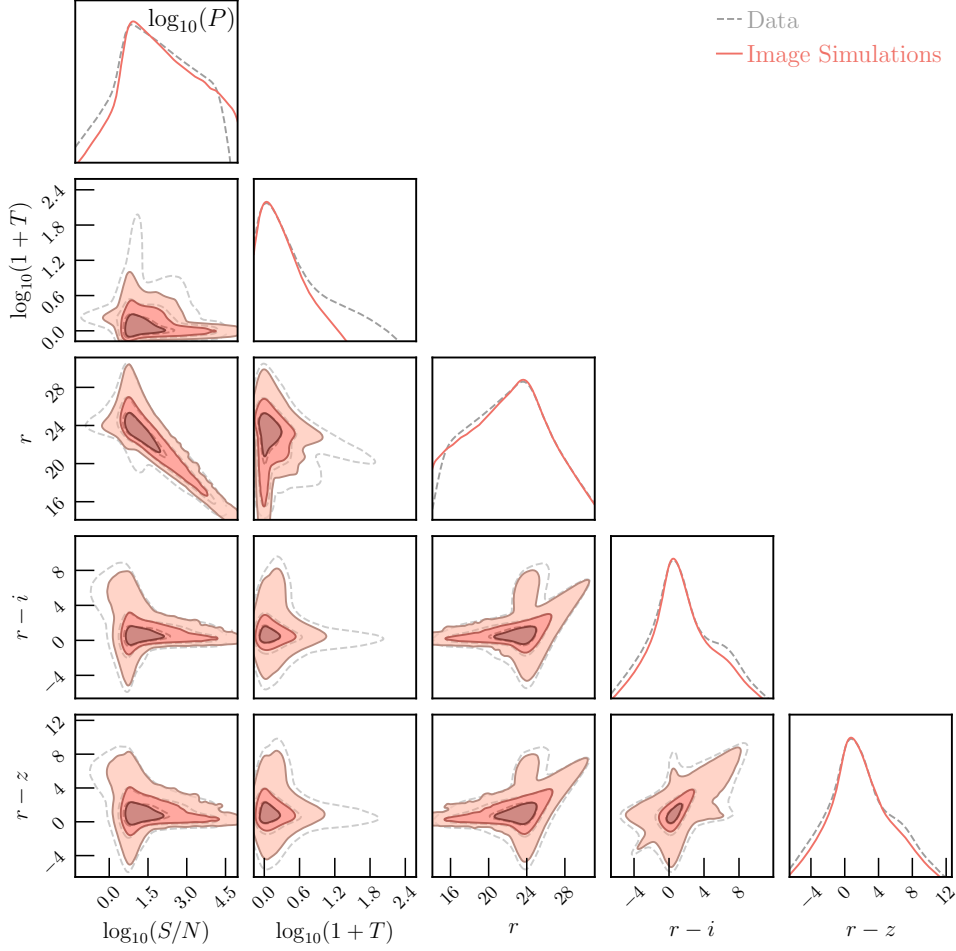 log₁₀(P)
Data
Image Simulations
log₁₀(1 + T)
2.4
1.8
1.2
0.6
0.0
r
28
24
20
16
r − i
8
4
0
−4
r − z
12
8
4
0
−4
0.0 1.5 3.0 4.5
0.0 0.6 1.2 1.8 2.4
16 20 24 28
−4 0 4 8
−4 0 4 8 12
log₁₀(S/N)
log₁₀(1 + T)
r
r − i
r − z